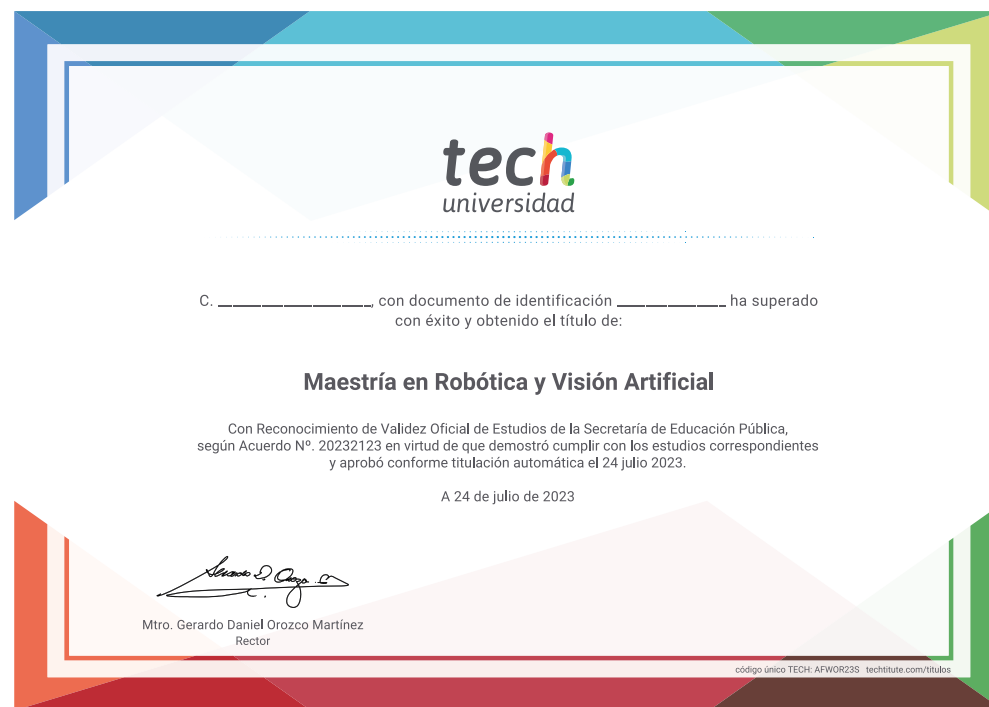 tech
universidad
C. ____________________, con documento de identificación ______________ ha superado
con éxito y obtenido el título de:
Maestría en Robótica y Visión Artificial
Con Reconocimiento de Validez Oficial de Estudios de la Secretaría de Educación Pública,
según Acuerdo Nº. 20232123 en virtud de que demostró cumplir con los estudios correspondientes
y aprobó conforme titulación automática el 24 julio 2023.
A 24 de julio de 2023
Mtro. Gerardo Daniel Orozco Martínez
Rector
código único TECH: AFWOR23S techtitute.com/titulos